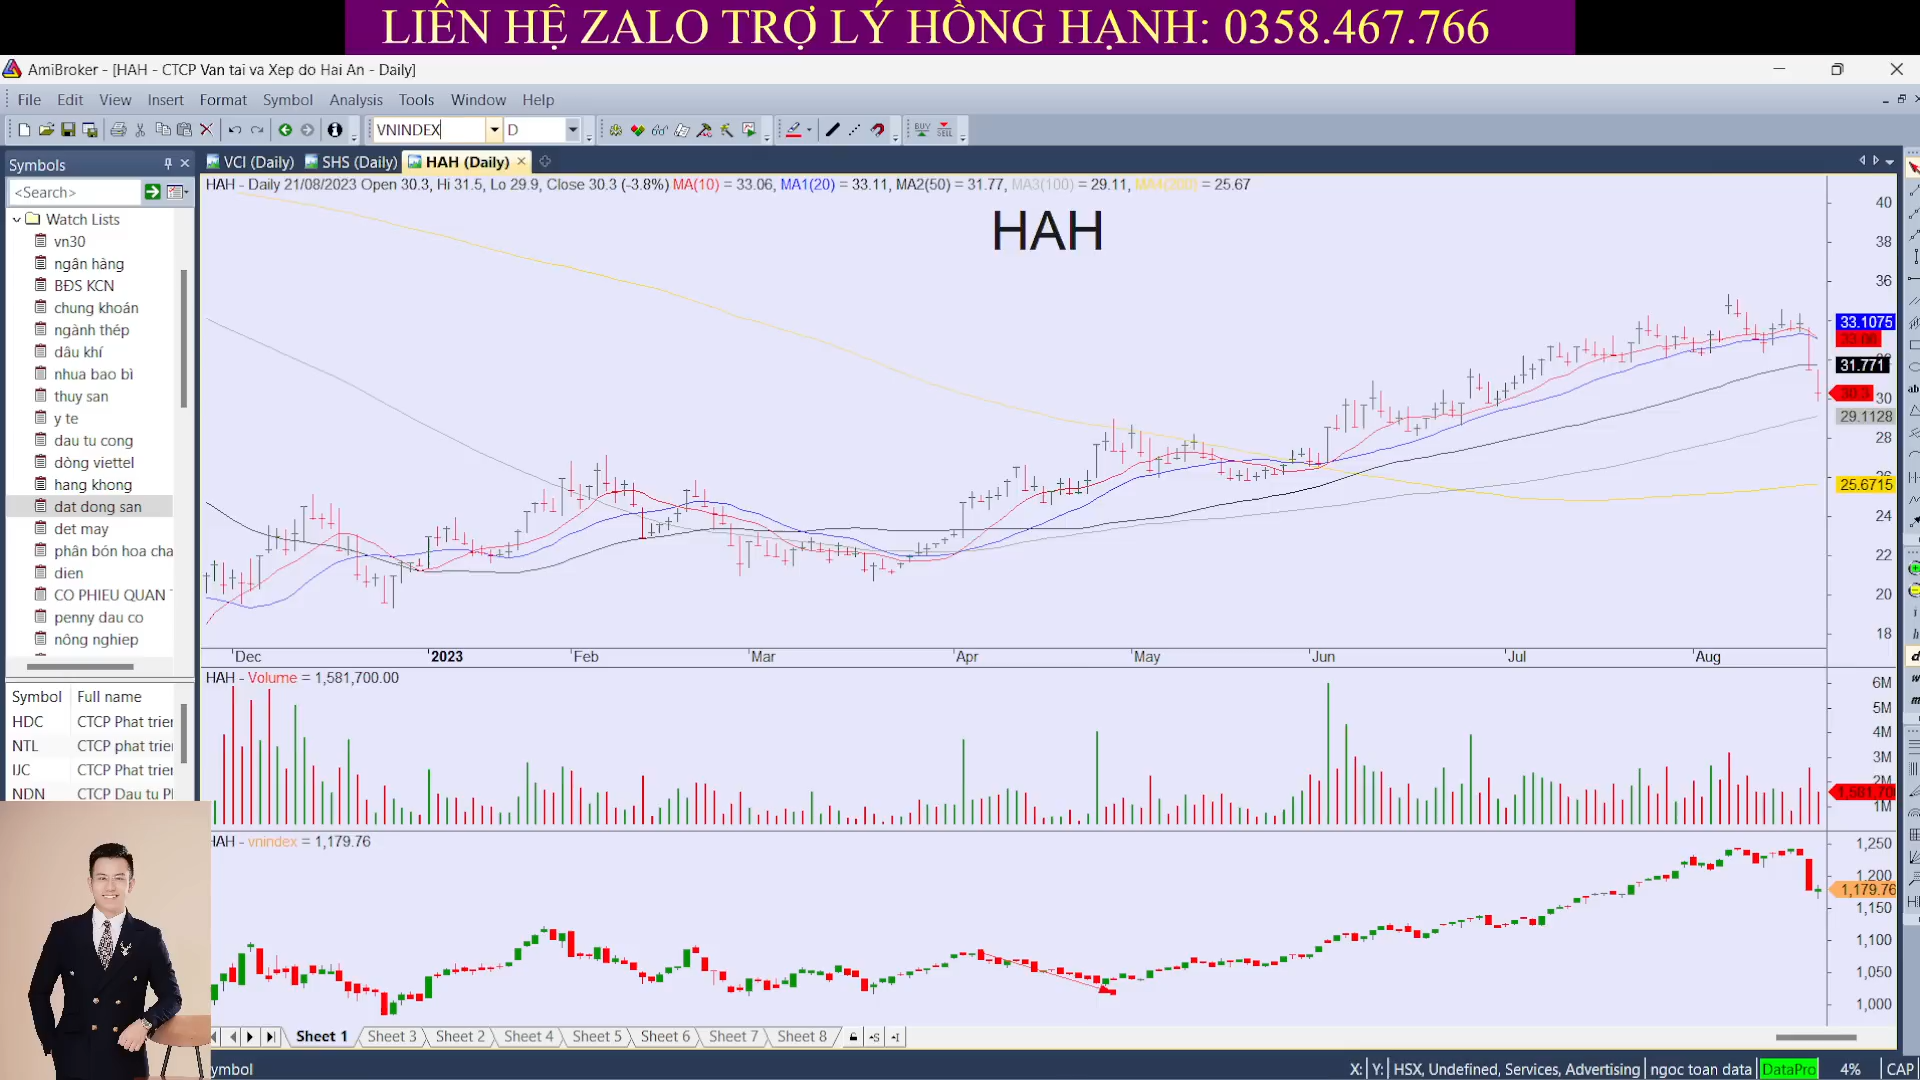 LIÊN HỆ ZALO TRỢ LÝ HỒNG HẠNH: 0358.467.766
AmiBroker - [HAH - CTCP Van tai va Xep do Hai An - Daily]
File Edit View Insert Format Symbol Analysis Tools Window Help
VNINDEX D BUY SELL
Symbols
VCI (Daily) SHS (Daily) HAH (Daily)
<Search>
HAH - Daily 21/08/2023 Open 30.3, Hi 31.5, Lo 29.9, Close 30.3 (-3.8%) MA(10) = 33.06, MA1(20) = 33.11, MA2(50) = 31.77, MA3(100) = 29.11, MA4(200) = 25.67
HAH
Watch Lists
vn30
ngân hàng
BĐS KCN
chung khoán
ngành thép
dâu khí
nhua bao bì
thuy san
y te
dau tu cong
dòng viettel
hang khong
dat dong san
det may
phân bón hoa cha
dien
CO PHIEU QUAN
penny dau co
nông nghiep
40
38
36
33.1075
31.771
30
29.1128
28
25.6715
24
22
20
18
Dec 2023 Feb Mar Apr May Jun Jul Aug
Symbol Full name
HDC CTCP Phat trier
NTL CTCP phat trier
IJC CTCP Phat trier
NDN CTCP Dau tu Pl
HAH - Volume = 1,581,700.00
6M
5M
4M
3M
2M
1,581,70
1M
HAH - vnindex = 1,179.76
1,250
1,200
1,179.76
1,150
1,100
1,050
1,000
Sheet 1 Sheet 3 Sheet 2 Sheet 4 Sheet 5 Sheet 6 Sheet 7 Sheet 8
ymbol
X: Y: HSX, Undefined, Services, Advertising ngoc toan data DataPro 4% CAP